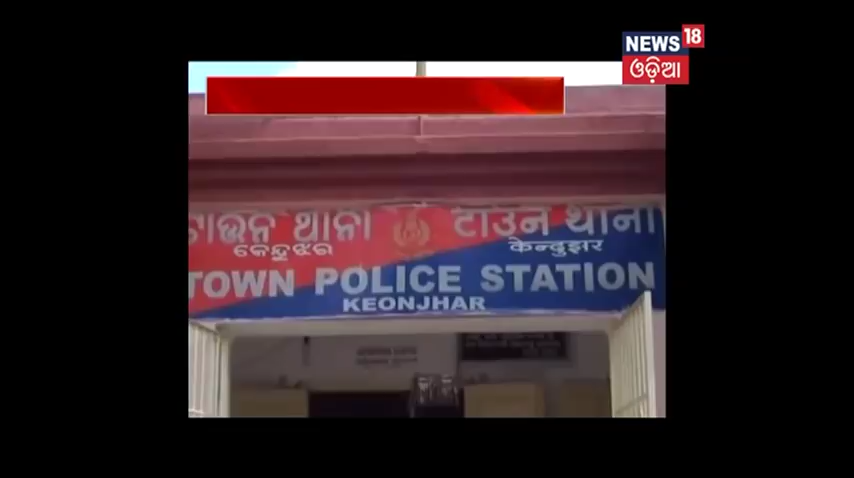 NEWS 18
ଓଡ଼ିଆ
ଟାଉନ ଥାନା टाउन थाना
କେନ୍ଦୁଝର केन्दुझर
TOWN POLICE STATION
KEONJHAR